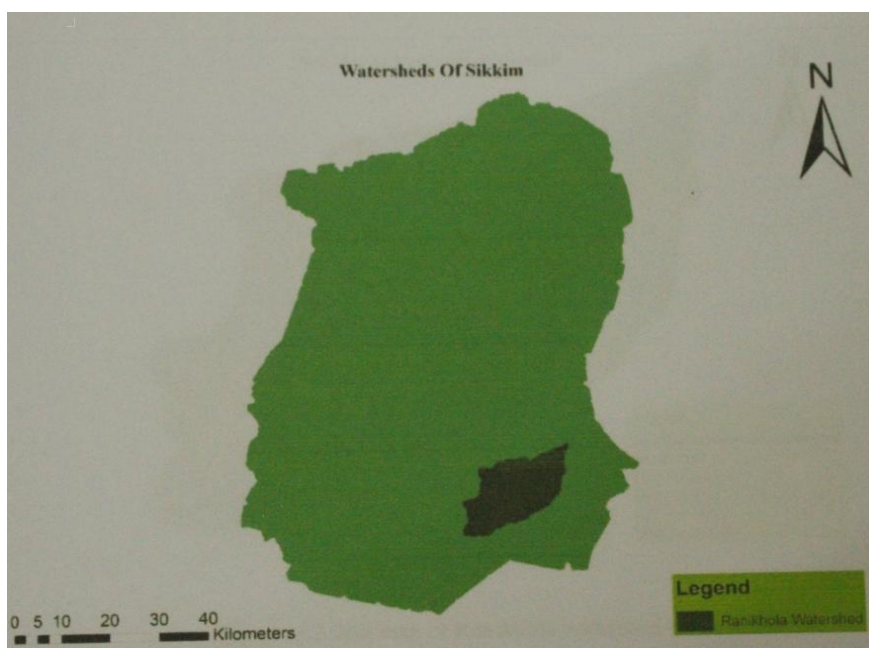 Watersheds Of Sikkim
N
0 5 10 20 30 40
Kilometers
Legend
Ranikhola Watershed